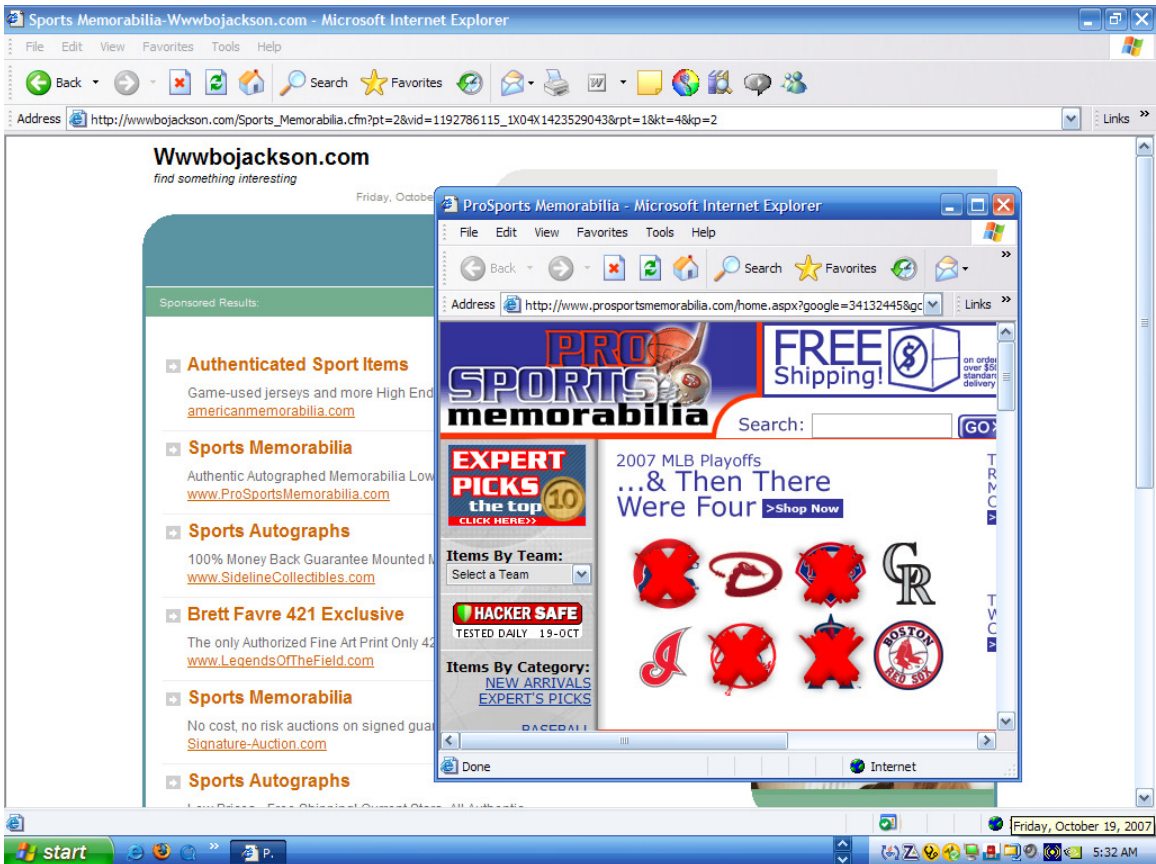 Sports Memorabilia-Wwwbojackson.com - Microsoft Internet Explorer
File Edit View Favorites Tools Help
Back Search Favorites
Address http://wwwbojackson.com/Sports_Memorabilia.cfm?pt=2&vid=1192786115_1X04X1423529043&rpt=1&kt=4&kp=2 Links »
Wwwbojackson.com
find something interesting
Friday, Octobe
Sponsored Results:
Authenticated Sport Items
Game-used jerseys and more High End
americanmemorabilia.com
Sports Memorabilia
Authentic Autographed Memorabilia Low
www.ProSportsMemorabilia.com
Sports Autographs
100% Money Back Guarantee Mounted M
www.SidelineCollectibles.com
Brett Favre 421 Exclusive
The only Authorized Fine Art Print Only 42
www.LegendsOfTheField.com
Sports Memorabilia
No cost, no risk auctions on signed guar
Signature-Auction.com
Sports Autographs
ProSports Memorabilia - Microsoft Internet Explorer
File Edit View Favorites Tools Help
Back Search Favorites »
Address http://www.prosportsmemorabilia.com/home.aspx?google=34132445&gc Links »
PRO
SPORTS
memorabilia
FREE
Shipping!
$
on orde
over $50
standard
delivery
Search: GO
EXPERT
PICKS
the top 10
CLICK HERE>>
Items By Team:
Select a Team
HACKER SAFE
TESTED DAILY 19-OCT
Items By Category:
NEW ARRIVALS
EXPERT'S PICKS
BASEBALL
2007 MLB Playoffs
...& Then There
Were Four >Shop Now
CR
BOSTON
RED SOX
T
R
M
C
>
T
W
C
>
Done Internet
Friday, October 19, 2007
start » P. 5:32 AM